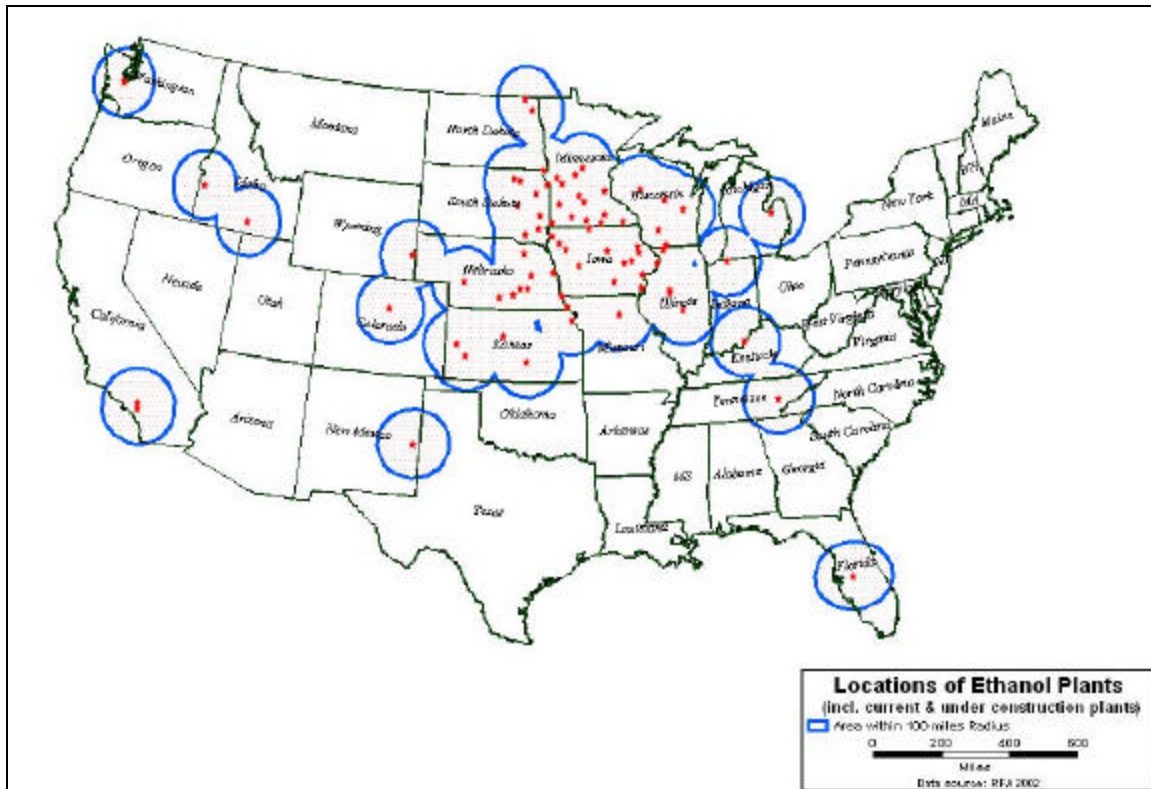 Washington
Montana
North Dakota
Minnesota
Maine
Oregon
Idaho
Wisconsin
Michigan
New York
South Dakota
Wyoming
Nebraska
Iowa
Pennsylvania
Nevada
Utah
Ohio
California
Colorado
Illinois
Indiana
West Virginia
Kansas
Missouri
Kentucky
Virginia
Tennessee
North Carolina
Arizona
New Mexico
Oklahoma
Arkansas
South Carolina
MS
Alabama
Georgia
Texas
Louisiana
Florida
Locations of Ethanol Plants
(incl. current & under construction plants)
Area within 100 miles Radius
0 200 400 600
Miles
Data source: RFA 2002